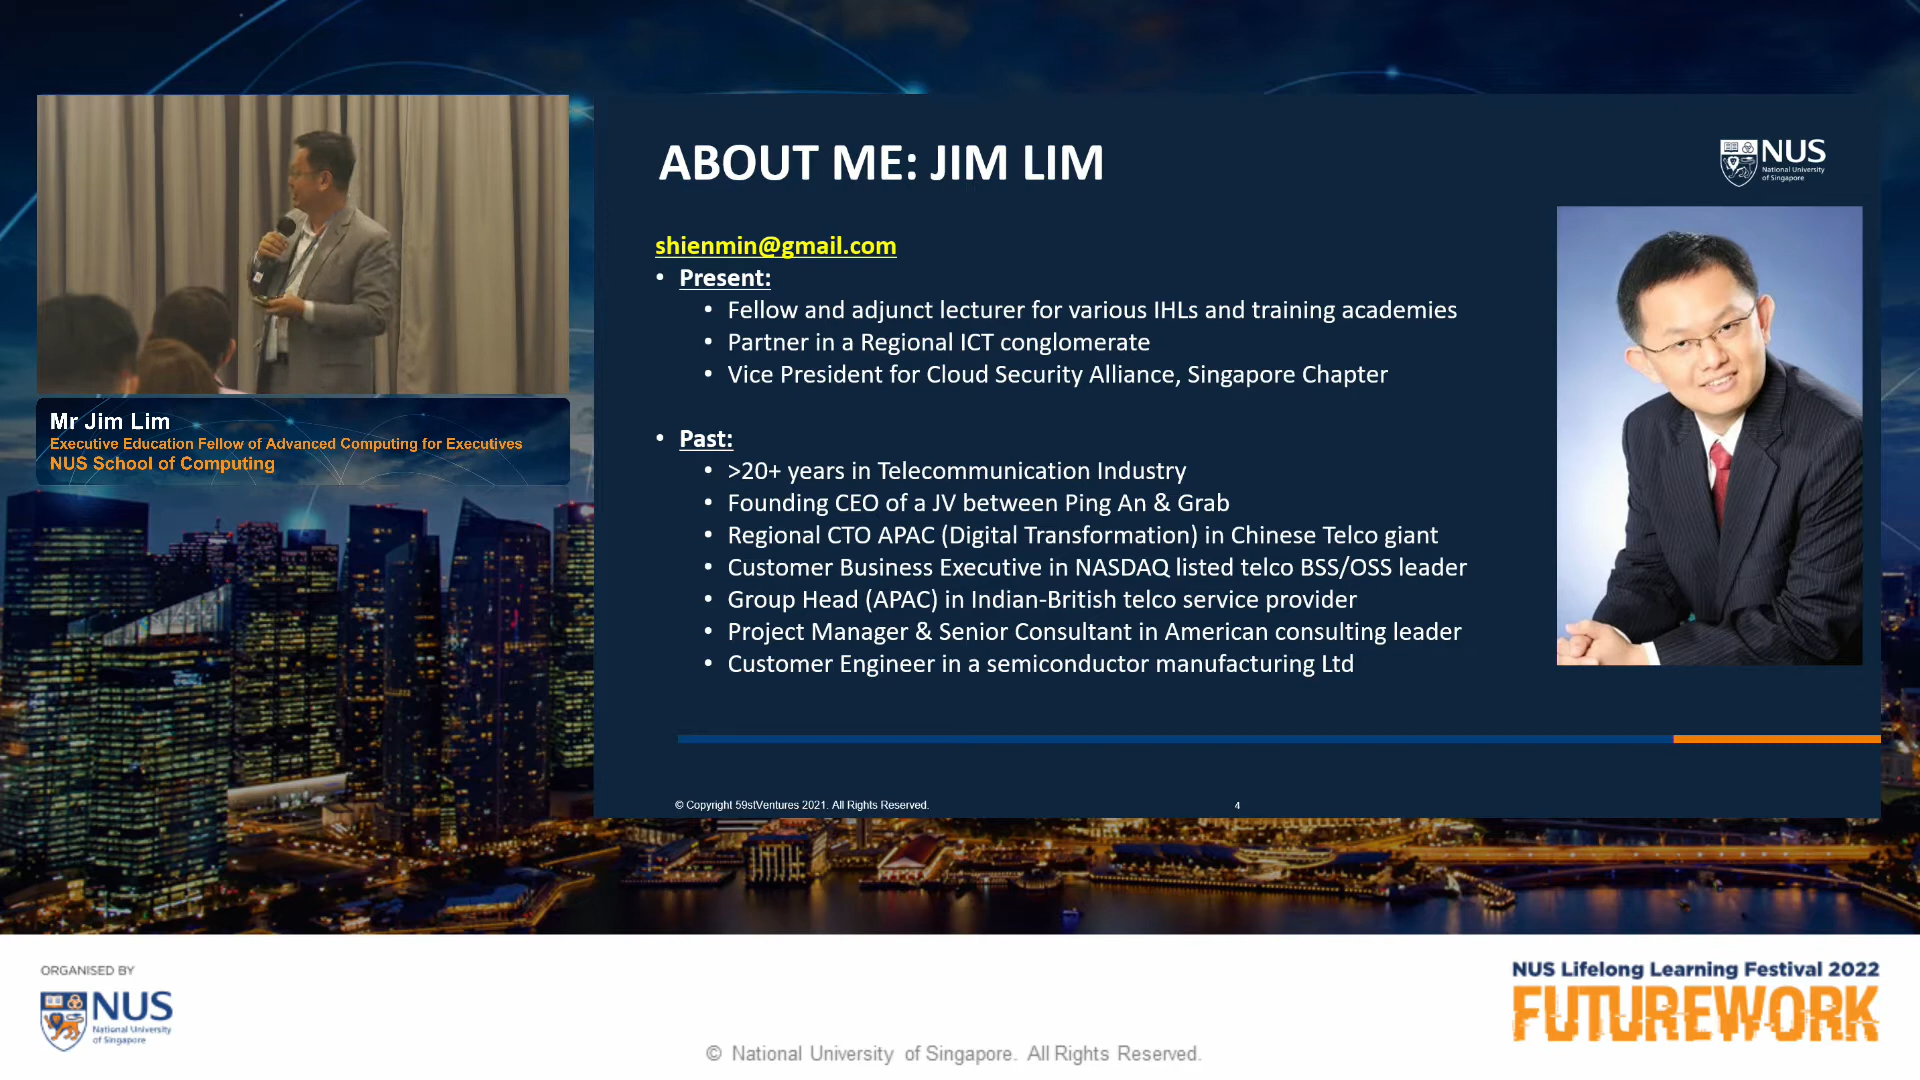 Mr Jim Lim
Executive Education Fellow of Advanced Computing for Executives
NUS School of Computing
ABOUT ME: JIM LIM
NUS
National University
of Singapore
shienmin@gmail.com
• Present:
• Fellow and adjunct lecturer for various IHLs and training academies
• Partner in a Regional ICT conglomerate
• Vice President for Cloud Security Alliance, Singapore Chapter
• Past:
• >20+ years in Telecommunication Industry
• Founding CEO of a JV between Ping An & Grab
• Regional CTO APAC (Digital Transformation) in Chinese Telco giant
• Customer Business Executive in NASDAQ listed telco BSS/OSS leader
• Group Head (APAC) in Indian-British telco service provider
• Project Manager & Senior Consultant in American consulting leader
• Customer Engineer in a semiconductor manufacturing Ltd
© Copyright 59stVentures 2021. All Rights Reserved.
4
ORGANISED BY
NUS
National University
of Singapore
© National University of Singapore. All Rights Reserved.
NUS Lifelong Learning Festival 2022
FUTUREWORK